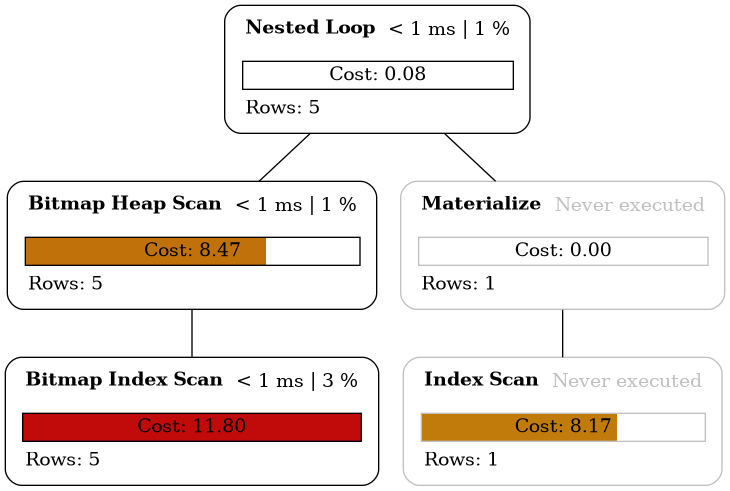 Nested Loop < 1 ms | 1 %
Cost: 0.08
Rows: 5
Bitmap Heap Scan < 1 ms | 1 %
Cost: 8.47
Rows: 5
Materialize Never executed
Cost: 0.00
Rows: 1
Bitmap Index Scan < 1 ms | 3 %
Cost: 11.80
Rows: 5
Index Scan Never executed
Cost: 8.17
Rows: 1